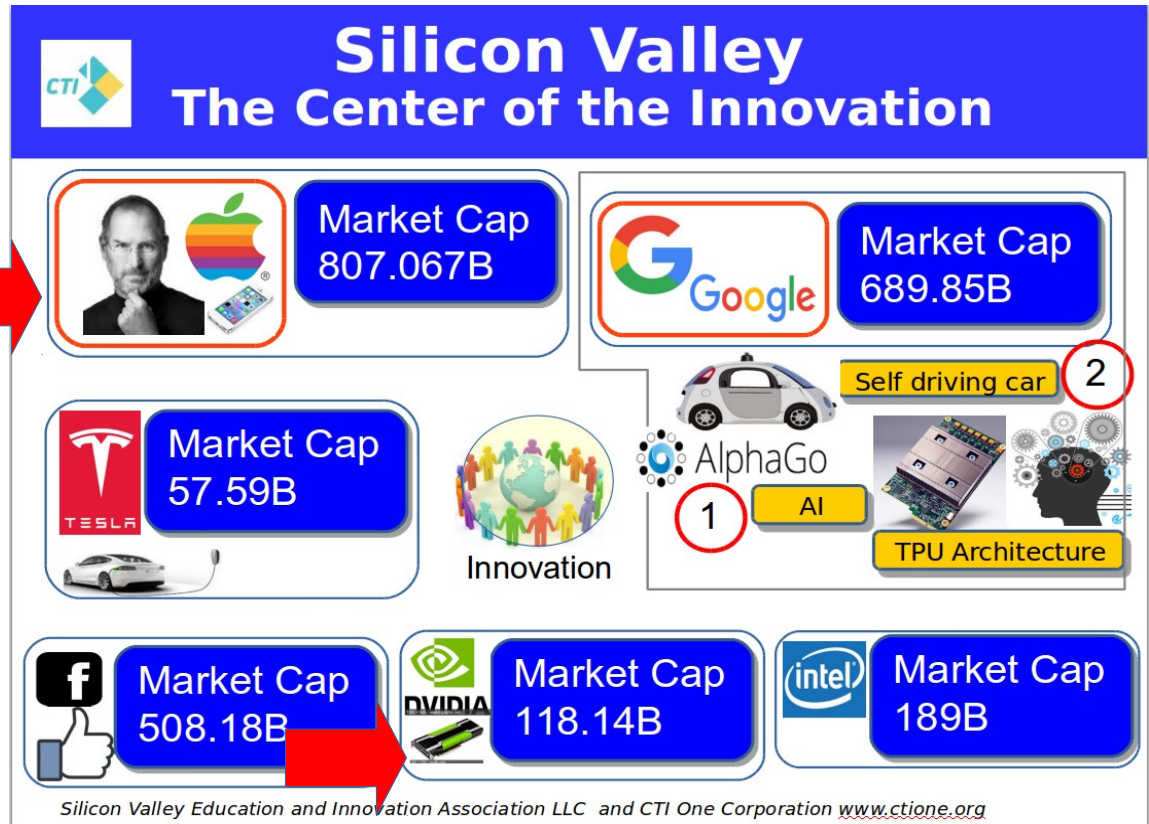 Silicon Valley
The Center of the Innovation
CTI
Market Cap
807.067B
®
Google
Market Cap
689.85B
Self driving car
2
AlphaGo
1
AI
TPU Architecture
TESLA
Market Cap
57.59B
Innovation
f
Market Cap
508.18B
NVIDIA
Market Cap
118.14B
intel
Market Cap
189B
Silicon Valley Education and Innovation Association LLC and CTI One Corporation www.ctione.org